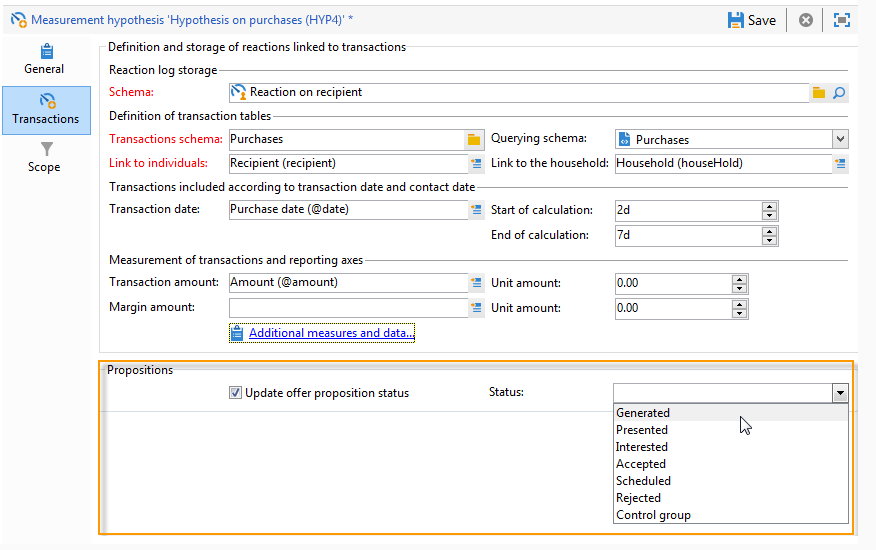 Measurement hypothesis 'Hypothesis on purchases (HYP4)' *
Save
General
Transactions
Scope
Definition and storage of reactions linked to transactions
Reaction log storage
Schema: Reaction on recipient
Definition of transaction tables
Transactions schema: Purchases Querying schema: Purchases
Link to individuals: Recipient (recipient) Link to the household: Household (houseHold)
Transactions included according to transaction date and contact date
Transaction date: Purchase date (@date) Start of calculation: 2d
End of calculation: 7d
Measurement of transactions and reporting axes
Transaction amount: Amount (@amount) Unit amount: 0.00
Margin amount: Unit amount: 0.00
Additional measures and data...
Propositions
Update offer proposition status Status:
Generated
Presented
Interested
Accepted
Scheduled
Rejected
Control group